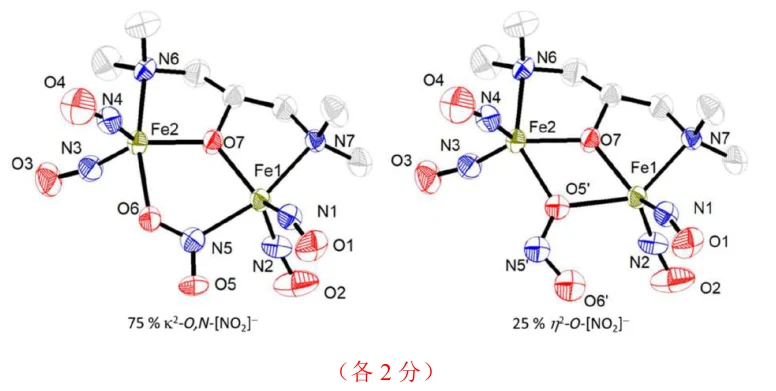 N6
O4
N4
Fe2
N3
O3
O7
N7
Fe1
O6
N5
N1
O1
N2
O2
O5
75 % κ²-O,N-[NO₂]⁻
N6
O4
N4
Fe2
N3
O3
O7
N7
Fe1
O5'
N1
O1
N5'
N2
O2
O6'
25 % η²-O-[NO₂]⁻
（各2分）